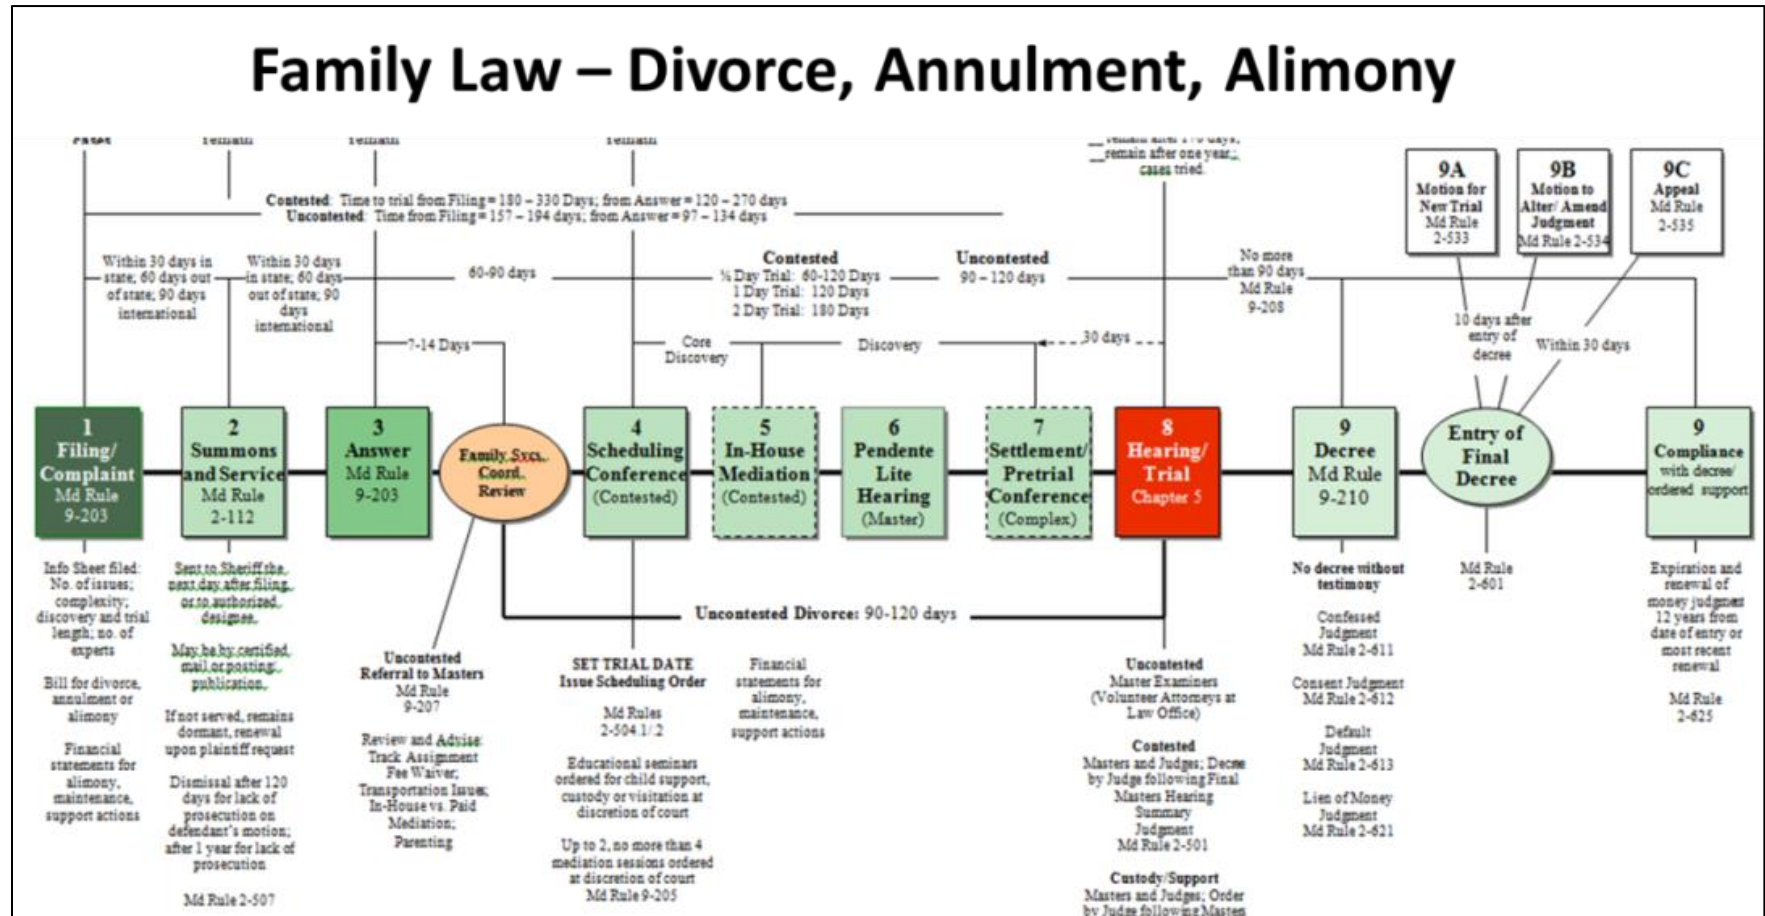 Family Law – Divorce, Annulment, Alimony
cases
remain
remain
remain
remain after one year;
cases tried.
9A
Motion for
New Trial
Md Rule
2-533
9B
Motion to
Alter/ Amend
Judgment
Md Rule 2-534
9C
Appeal
Md Rule
2-535
Contested: Time to trial from Filing = 180 – 330 Days; from Answer = 120 – 270 days
Uncontested: Time from Filing = 157 – 194 days; from Answer = 97 – 134 days
Within 30 days in
state; 60 days out
of state; 90 days
international
Within 30 days
in state; 60 days
out of state; 90
days
international
60-90 days
Contested
½ Day Trial: 60-120 Days
1 Day Trial: 120 Days
2 Day Trial: 180 Days
Uncontested
90 – 120 days
No more
than 90 days
Md Rule
9-208
7-14 Days
Core
Discovery
Discovery
30 days
10 days after
entry of
decree
Within 30 days
1
Filing/
Complaint
Md Rule
9-203
2
Summons
and Service
Md Rule
2-112
3
Answer
Md Rule
9-203
Family Svcs.
Coord.
Review
4
Scheduling
Conference
(Contested)
5
In-House
Mediation
(Contested)
6
Pendente
Lite
Hearing
(Master)
7
Settlement/
Pretrial
Conference
(Complex)
8
Hearing/
Trial
Chapter 5
9
Decree
Md Rule
9-210
Entry of
Final
Decree
9
Compliance
with decree/
ordered support
Info Sheet filed:
No. of issues;
complexity;
discovery and trial
length; no. of
experts
Bill for divorce,
annulment or
alimony
Financial
statements for
alimony,
maintenance,
support actions
Sent to Sheriff the
next day after filing,
or to authorized
designee.
May be by certified
mail or posting/
publication.
If not served, remains
dormant, renewal
upon plaintiff request
Dismissal after 120
days for lack of
prosecution on
defendant's motion;
after 1 year for lack of
prosecution
Md Rule 2-507
Uncontested
Referral to Masters
Md Rule
9-207
Review and Advise:
Track Assignment
Fee Waiver;
Transportation Issues;
In-House vs. Paid
Mediation;
Parenting
Uncontested Divorce: 90-120 days
SET TRIAL DATE
Issue Scheduling Order
Md Rules
2-504.1/.2
Educational seminars
ordered for child support,
custody or visitation at
discretion of court
Up to 2, no more than 4
mediation sessions ordered
at discretion of court
Md Rule 9-205
Financial
statements for
alimony,
maintenance,
support actions
Uncontested
Master Examiners
(Volunteer Attorneys at
Law Office)
Contested
Masters and Judges; Decree
by Judge following Final
Masters Hearing
Summary
Judgment
Md Rule 2-501
Custody/Support
Masters and Judges; Order
by Judge following Masters
No decree without
testimony
Confessed
Judgment
Md Rule 2-611
Consent Judgment
Md Rule 2-612
Default
Judgment
Md Rule 2-613
Lien of Money
Judgment
Md Rule 2-621
Md Rule
2-601
Expiration and
renewal of
money judgment
12 years from
date of entry or
most recent
renewal
Md Rule
2-625